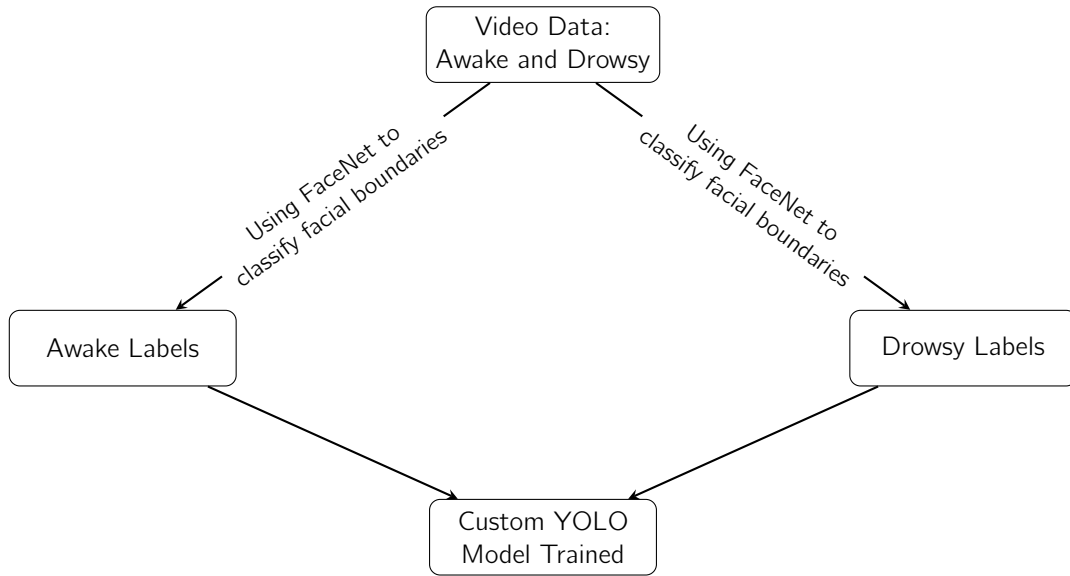 Video Data:
Awake and Drowsy
Using FaceNet to
classify facial boundaries
Using FaceNet to
classify facial boundaries
Awake Labels
Drowsy Labels
Custom YOLO
Model Trained